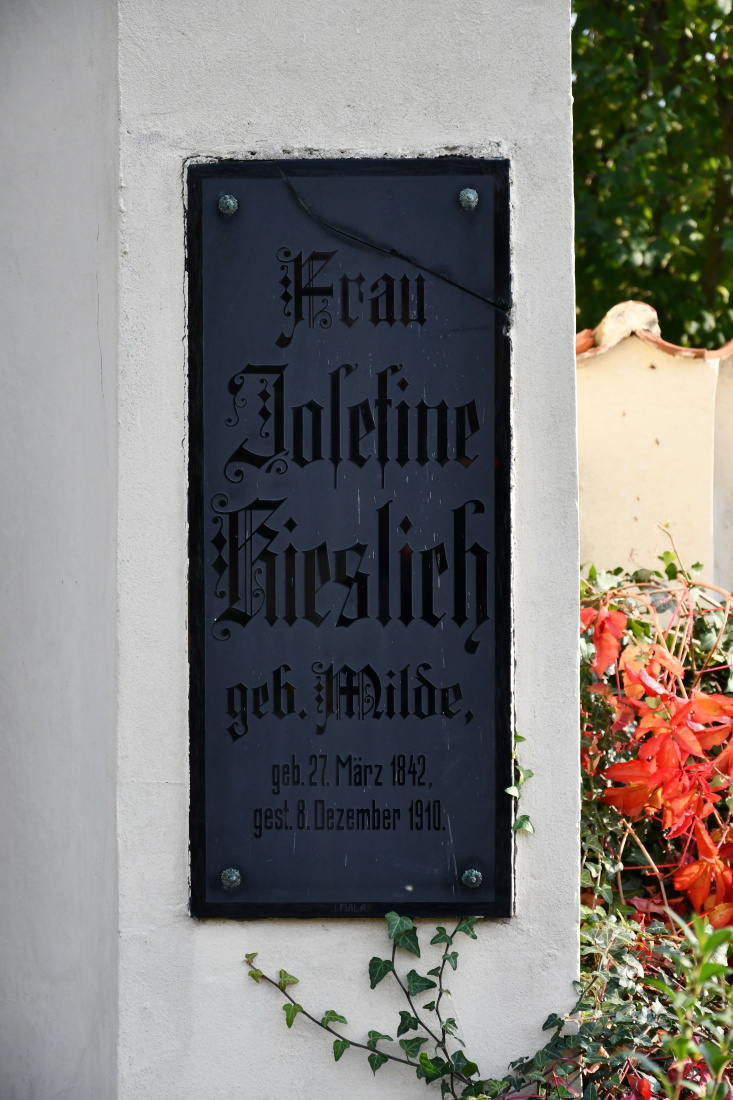 Frau
Josefine
Kieslich
geb. Milde,
geb. 27. März 1842,
gest. 8. Dezember 1910.